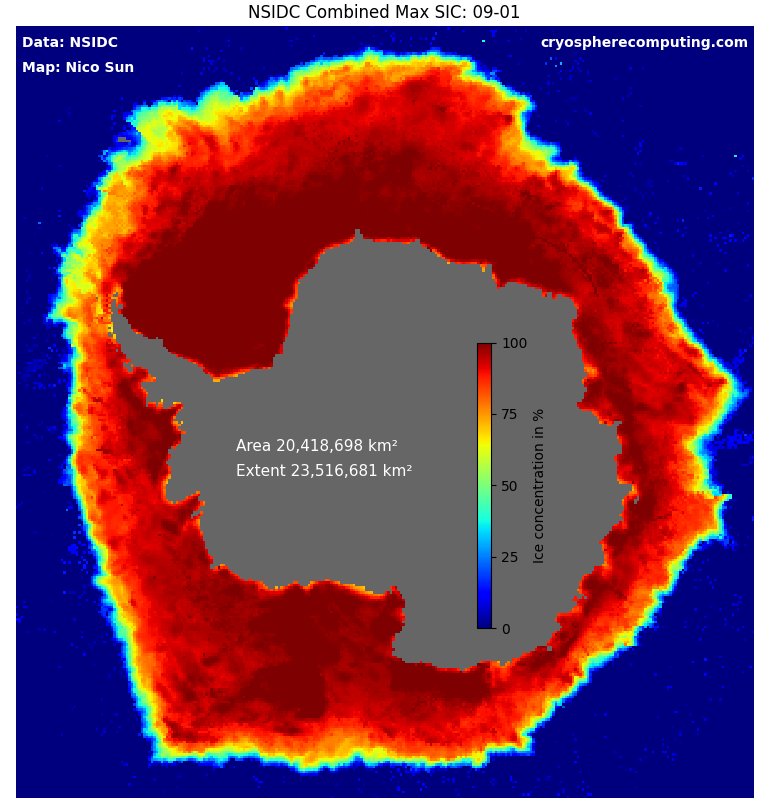 NSIDC Combined Max SIC: 09-01
Data: NSIDC
cryospherecomputing.com
Map: Nico Sun
100
75
50
25
0
Ice concentration in %
Area 20,418,698 km²
Extent 23,516,681 km²